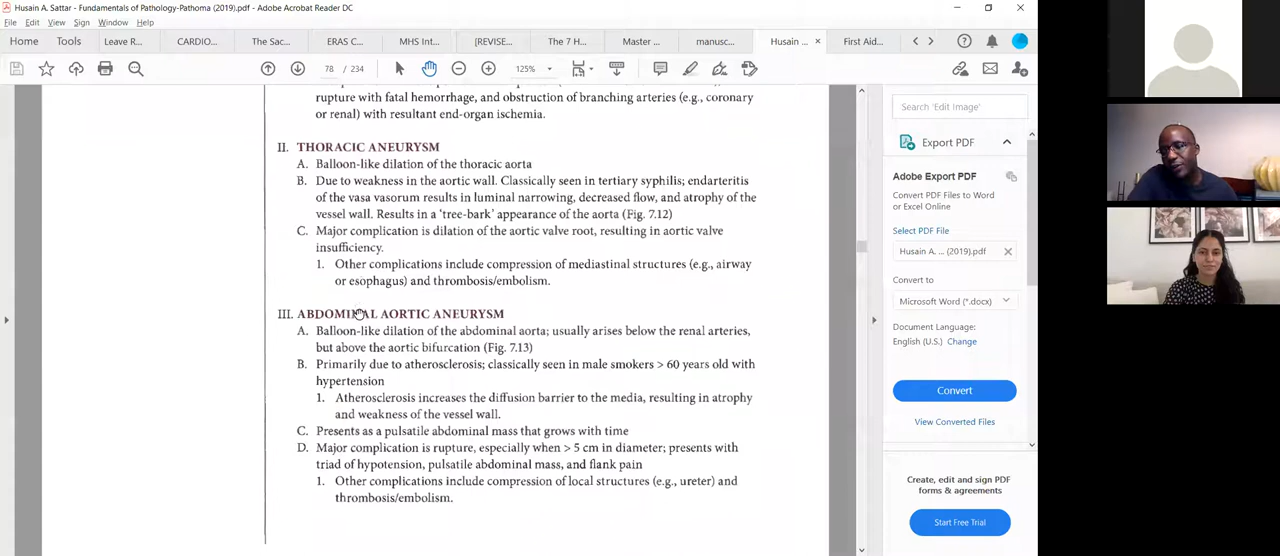 Husain A. Sattar - Fundamentals of Pathology-Pathoma (2019).pdf - Adobe Acrobat Reader DC
File Edit View Sign Window Help
Home Tools Leave R... CARDIO... The Sac... ERAS C... MHS Int... [REVISE... The 7 H... Master ... manusc... Husain ... × First Aid...
78 / 234 125%
rupture with fatal hemorrhage, and obstruction of branching arteries (e.g., coronary
or renal) with resultant end-organ ischemia.
II. THORACIC ANEURYSM
A. Balloon-like dilation of the thoracic aorta
B. Due to weakness in the aortic wall. Classically seen in tertiary syphilis; endarteritis
of the vasa vasorum results in luminal narrowing, decreased flow, and atrophy of the
vessel wall. Results in a 'tree-bark' appearance of the aorta (Fig. 7.12)
C. Major complication is dilation of the aortic valve root, resulting in aortic valve
insufficiency.
1. Other complications include compression of mediastinal structures (e.g., airway
or esophagus) and thrombosis/embolism.
III. ABDOMINAL AORTIC ANEURYSM
A. Balloon-like dilation of the abdominal aorta; usually arises below the renal arteries,
but above the aortic bifurcation (Fig. 7.13)
B. Primarily due to atherosclerosis; classically seen in male smokers > 60 years old with
hypertension
1. Atherosclerosis increases the diffusion barrier to the media, resulting in atrophy
and weakness of the vessel wall.
C. Presents as a pulsatile abdominal mass that grows with time
D. Major complication is rupture, especially when > 5 cm in diameter; presents with
triad of hypotension, pulsatile abdominal mass, and flank pain
1. Other complications include compression of local structures (e.g., ureter) and
thrombosis/embolism.
Search 'Edit Image'
Export PDF
Adobe Export PDF
Convert PDF Files to Word
or Excel Online
Select PDF File
Husain A. ... (2019).pdf ×
Convert to
Microsoft Word (*.docx)
Document Language:
English (U.S.) Change
Convert
View Converted Files
Create, edit and sign PDF
forms & agreements
Start Free Trial